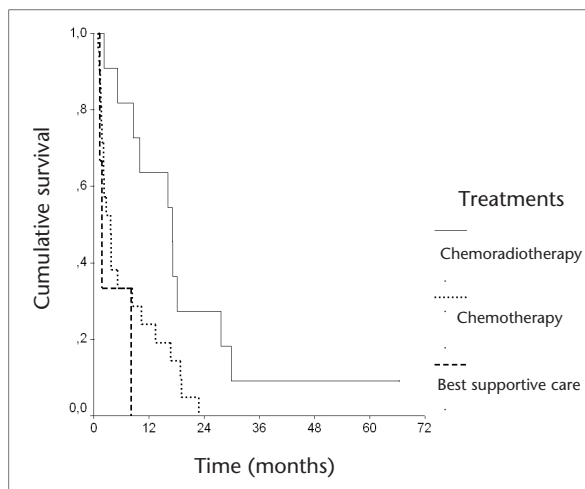 1,0
,8
,6
,4
,2
0,0
Cumulative survival
0 12 24 36 48 60 72
Time (months)
Treatments
Chemoradiotherapy
Chemotherapy
Best supportive care